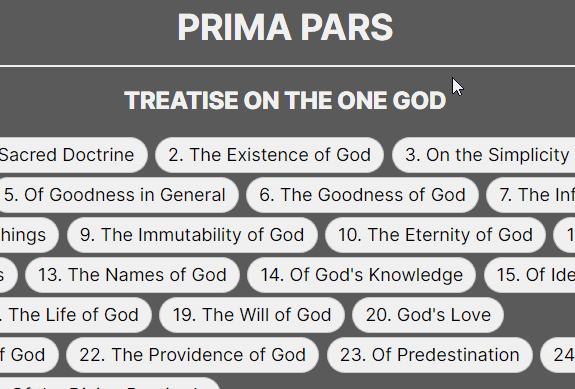 PRIMA PARS
TREATISE ON THE ONE GOD
Sacred Doctrine 2. The Existence of God 3. On the Simplicity
5. Of Goodness in General 6. The Goodness of God 7. The Inf
hings 9. The Immutability of God 10. The Eternity of God 1
s 13. The Names of God 14. Of God's Knowledge 15. Of Ide
. The Life of God 19. The Will of God 20. God's Love
f God 22. The Providence of God 23. Of Predestination 24